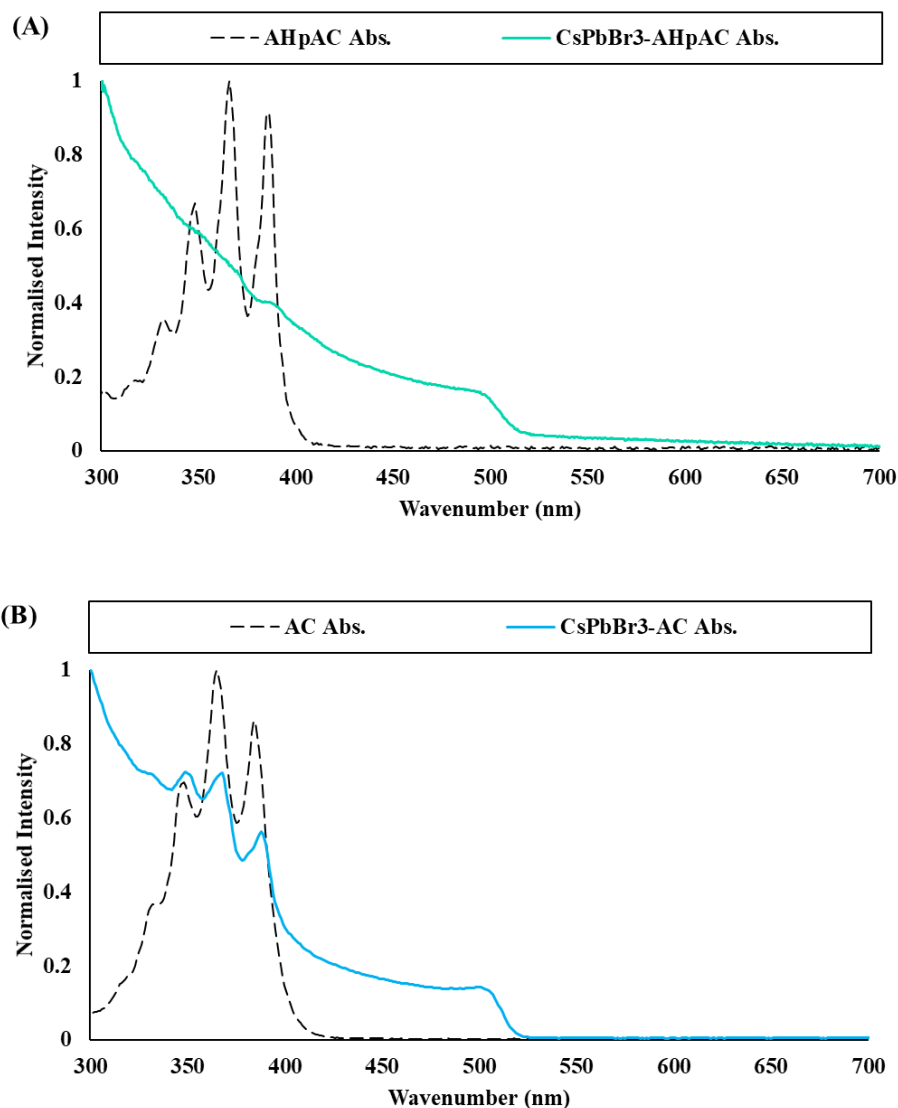 (A)
AHpAC Abs.
CsPbBr3-AHpAC Abs.
Normalised Intensity
1
0.8
0.6
0.4
0.2
0
300 350 400 450 500 550 600 650 700
Wavenumber (nm)
(B)
AC Abs.
CsPbBr3-AC Abs.
Normalised Intensity
1
0.8
0.6
0.4
0.2
0
300 350 400 450 500 550 600 650 700
Wavenumber (nm)